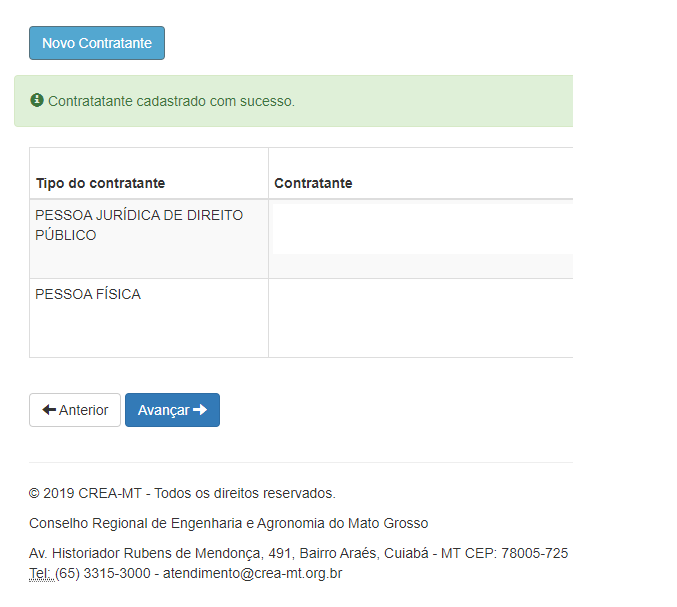 Novo Contratante
Contratatante cadastrado com sucesso.
Tipo do contratante
Contratante
PESSOA JURÍDICA DE DIREITO
PÚBLICO
PESSOA FÍSICA
Anterior
Avançar
© 2019 CREA-MT - Todos os direitos reservados.
Conselho Regional de Engenharia e Agronomia do Mato Grosso
Av. Historiador Rubens de Mendonça, 491, Bairro Araés, Cuiabá - MT CEP: 78005-725
Tel: (65) 3315-3000 - atendimento@crea-mt.org.br